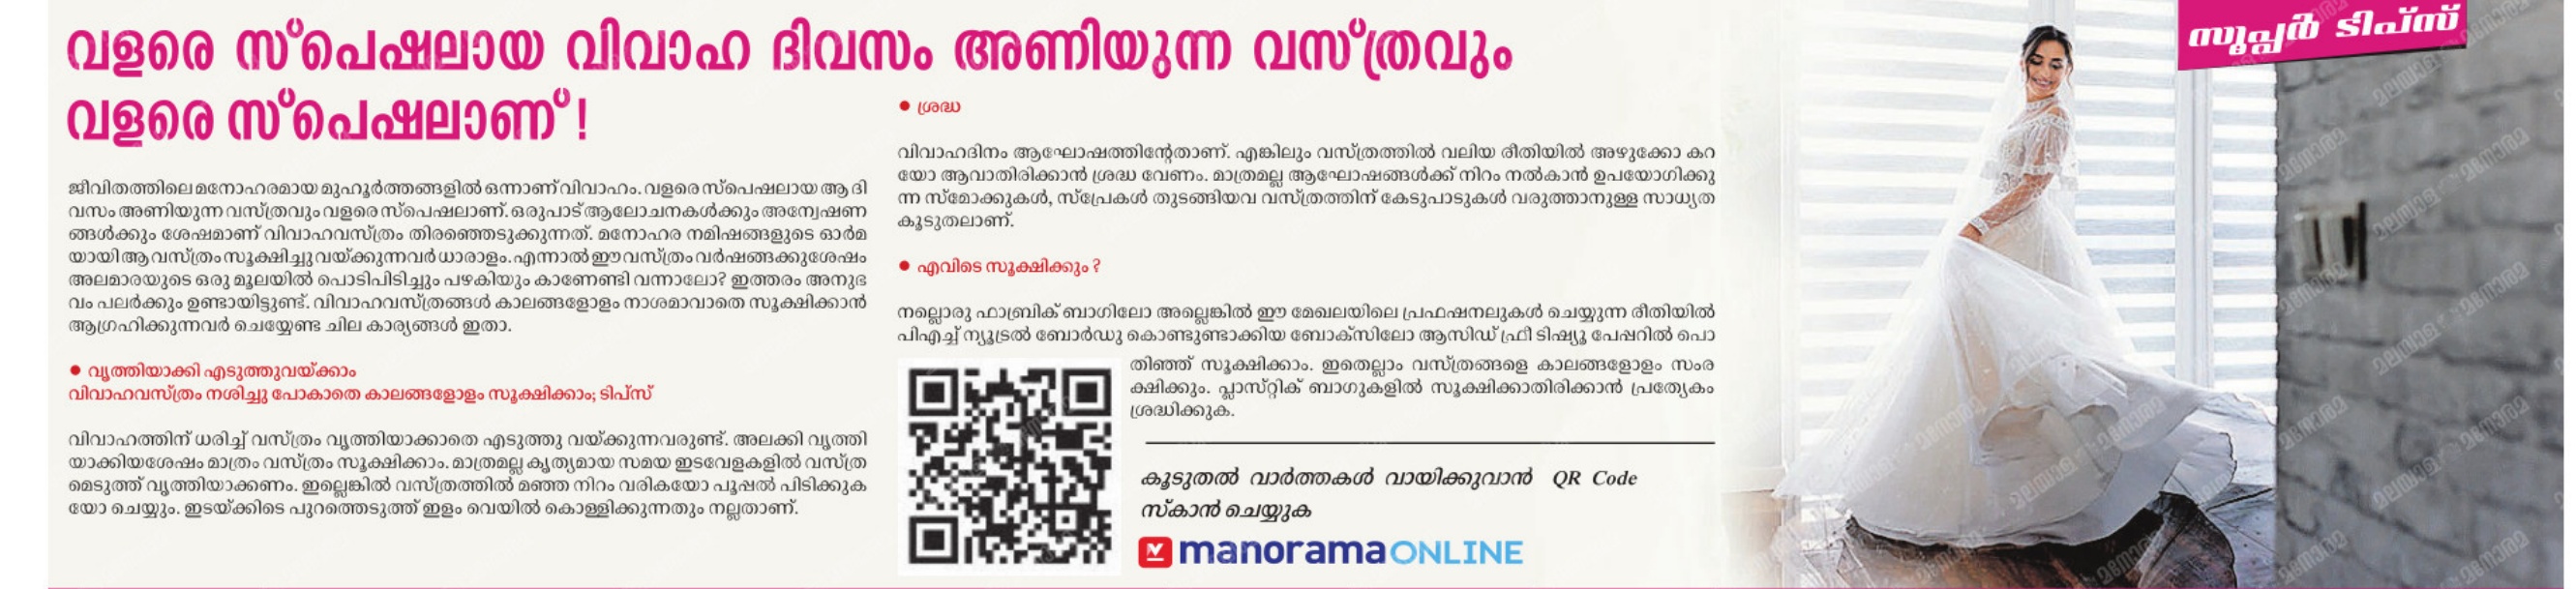 സൂപ്പർ ടിപ്സ്
വളരെ സ്പെഷലായ വിവാഹ ദിവസം അണിയുന്ന വസ്ത്രവും
വളരെ സ്പെഷലാണ്!
ജീവിതത്തിലെ മനോഹരമായ മുഹൂർത്തങ്ങളിൽ ഒന്നാണ് വിവാഹം. വളരെ സ്പെഷലായ ആ ദി
വസം അണിയുന്ന വസ്ത്രവും വളരെ സ്പെഷലാണ്. ഒരുപാട് ആലോചനകൾക്കും അന്വേഷണ
ങ്ങൾക്കും ശേഷമാണ് വിവാഹവസ്ത്രം തിരഞ്ഞെടുക്കുന്നത്. മനോഹര നമിഷങ്ങളുടെ ഓർമ
യായി ആ വസ്ത്രം സൂക്ഷിച്ചു വയ്ക്കുന്നവർ ധാരാളം. എന്നാൽ ഈ വസ്ത്രം വർഷങ്ങക്കുശേഷം
അലമാരയുടെ ഒരു മൂലയിൽ പൊടിപിടിച്ചും പഴകിയും കാണേണ്ടി വന്നാലോ? ഇത്തരം അനുഭ
വം പലർക്കും ഉണ്ടായിട്ടുണ്ട്. വിവാഹവസ്ത്രങ്ങൾ കാലങ്ങളോളം നാശമാവാതെ സൂക്ഷിക്കാൻ
ആഗ്രഹിക്കുന്നവർ ചെയ്യേണ്ട ചില കാര്യങ്ങൾ ഇതാ.
● വൃത്തിയാക്കി എടുത്തുവയ്ക്കാം
വിവാഹവസ്ത്രം നശിച്ചു പോകാതെ കാലങ്ങളോളം സൂക്ഷിക്കാം; ടിപ്സ്
വിവാഹത്തിന് ധരിച്ച് വസ്ത്രം വൃത്തിയാക്കാതെ എടുത്തു വയ്ക്കുന്നവരുണ്ട്. അലക്കി വൃത്തി
യാക്കിയശേഷം മാത്രം വസ്ത്രം സൂക്ഷിക്കാം. മാത്രമല്ല കൃത്യമായ സമയ ഇടവേളകളിൽ വസ്ത്ര
മെടുത്ത് വൃത്തിയാക്കണം. ഇല്ലെങ്കിൽ വസ്ത്രത്തിൽ മഞ്ഞ നിറം വരികയോ പൂപ്പൽ പിടിക്കുക
യോ ചെയ്യും. ഇടയ്ക്കിടെ പുറത്തെടുത്ത് ഇളം വെയിൽ കൊള്ളിക്കുന്നതും നല്ലതാണ്.
● ശ്രദ്ധ
വിവാഹദിനം ആഘോഷത്തിന്റേതാണ്. എങ്കിലും വസ്ത്രത്തിൽ വലിയ രീതിയിൽ അഴുക്കോ കറ
യോ ആവാതിരിക്കാൻ ശ്രദ്ധ വേണം. മാത്രമല്ല ആഘോഷങ്ങൾക്ക് നിറം നൽകാൻ ഉപയോഗിക്കു
ന്ന സ്മോക്കുകൾ, സ്പ്രേകൾ തുടങ്ങിയവ വസ്ത്രത്തിന് കേടുപാടുകൾ വരുത്താനുള്ള സാധ്യത
കൂടുതലാണ്.
● എവിടെ സൂക്ഷിക്കും ?
നല്ലൊരു ഫാബ്രിക് ബാഗിലോ അല്ലെങ്കിൽ ഈ മേഖലയിലെ പ്രഫഷനലുകൾ ചെയ്യുന്ന രീതിയിൽ
പിഎച്ച് ന്യൂട്രൽ ബോർഡു കൊണ്ടുണ്ടാക്കിയ ബോക്സിലോ ആസിഡ് ഫ്രീ ടിഷ്യൂ പേപ്പറിൽ പൊ
തിഞ്ഞ് സൂക്ഷിക്കാം. ഇതെല്ലാം വസ്ത്രങ്ങളെ കാലങ്ങളോളം സംര
ക്ഷിക്കും. പ്ലാസ്റ്റിക് ബാഗുകളിൽ സൂക്ഷിക്കാതിരിക്കാൻ പ്രത്യേകം
ശ്രദ്ധിക്കുക.
കൂടുതൽ വാർത്തകൾ വായിക്കുവാൻ QR Code
സ്കാൻ ചെയ്യുക
manoramaONLINE